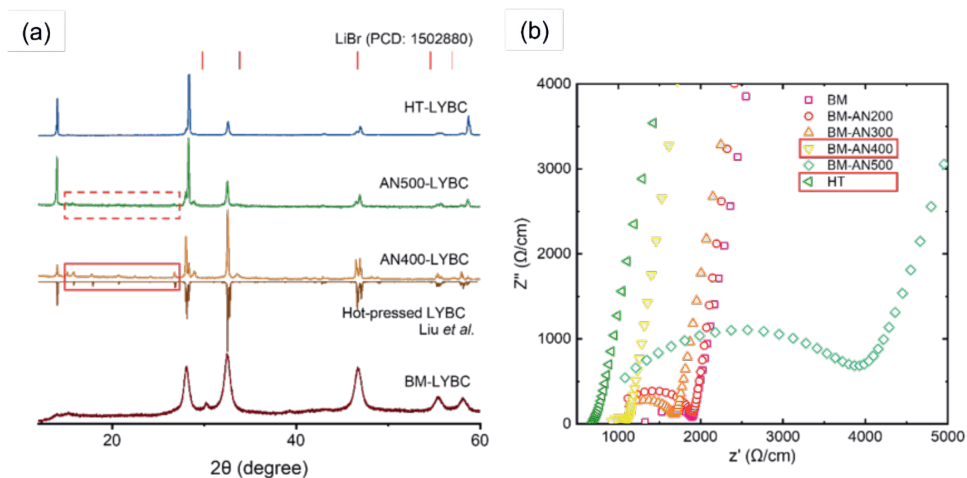 (a)
LiBr (PCD: 1502880)
HT-LYBC
AN500-LYBC
AN400-LYBC
Hot-pressed LYBC
Liu et al.
BM-LYBC
20
40
60
2θ (degree)
(b)
4000
3000
2000
1000
0
Z'' (Ω/cm)
BM
BM-AN200
BM-AN300
BM-AN400
BM-AN500
HT
1000
2000
3000
4000
5000
z' (Ω/cm)